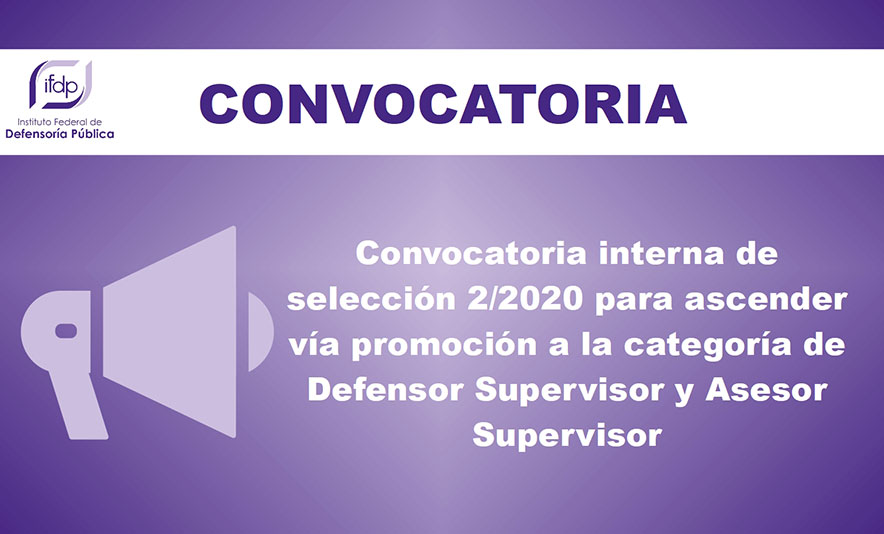 ifdp
Instituto Federal de
Defensoría Pública
CONVOCATORIA
Convocatoria interna de
selección 2/2020 para ascender
vía promoción a la categoría de
Defensor Supervisor y Asesor
Supervisor